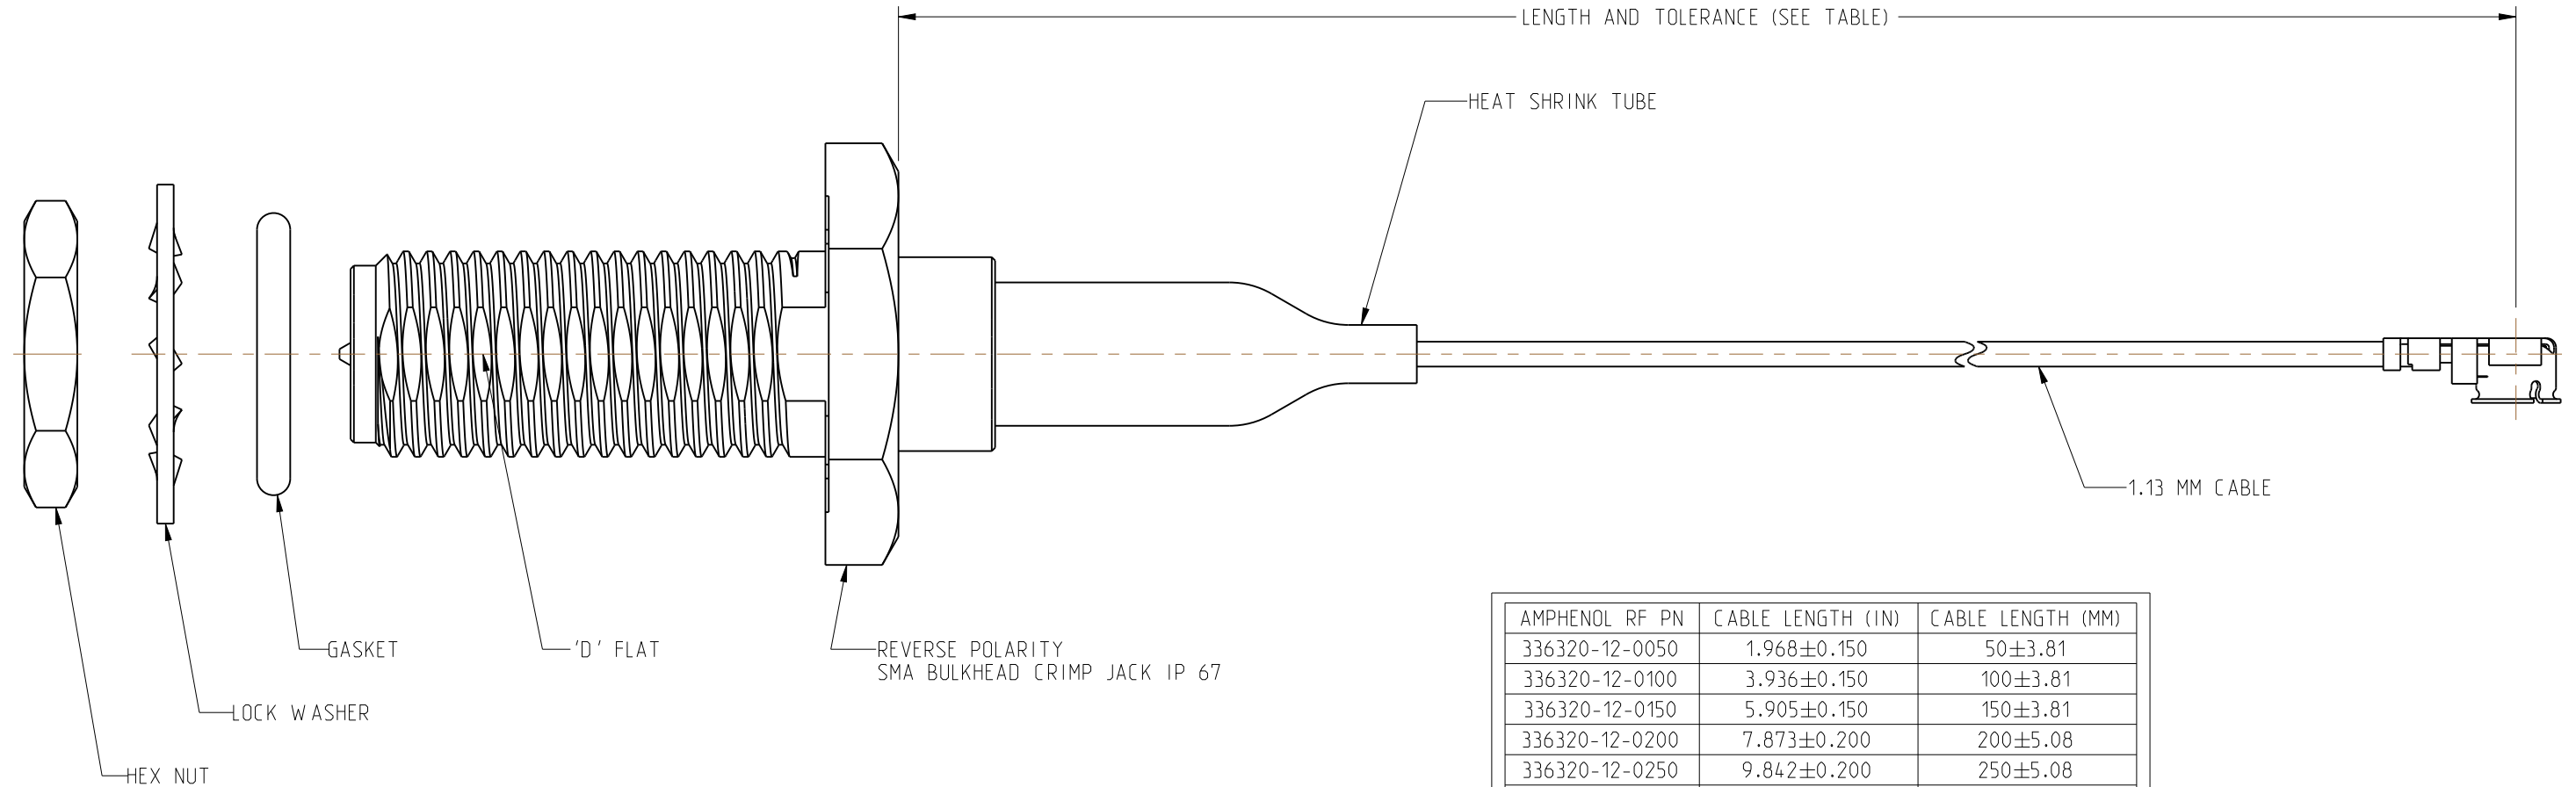 LENGTH AND TOLERANCE (SEE TABLE)
HEAT SHRINK TUBE
1.13 MM CABLE
GASKET
'D' FLAT
REVERSE POLARITY
SMA BULKHEAD CRIMP JACK IP 67
LOCK WASHER
HEX NUT
AMPHENOL RF PN CABLE LENGTH (IN) CABLE LENGTH (MM)
336320-12-0050 1.968±0.150 50±3.81
336320-12-0100 3.936±0.150 100±3.81
336320-12-0150 5.905±0.150 150±3.81
336320-12-0200 7.873±0.200 200±5.08
336320-12-0250 9.842±0.200 250±5.08